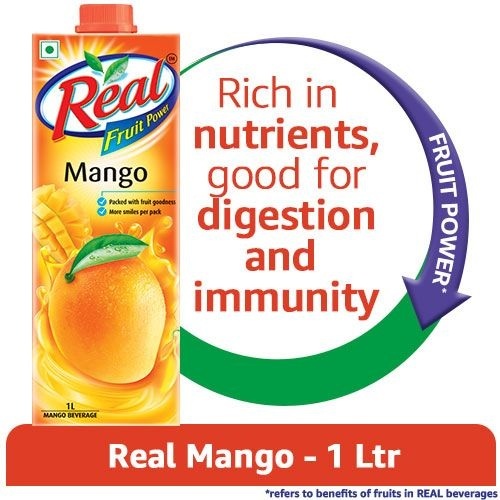 Real
TM
Fruit Power
Mango
Packed with fruit goodness
More smiles per pack
1L
MANGO BEVERAGE
Rich in
nutrients,
good for
digestion
and
immunity
FRUIT POWER*
Real Mango - 1 Ltr
*refers to benefits of fruits in REAL beverages